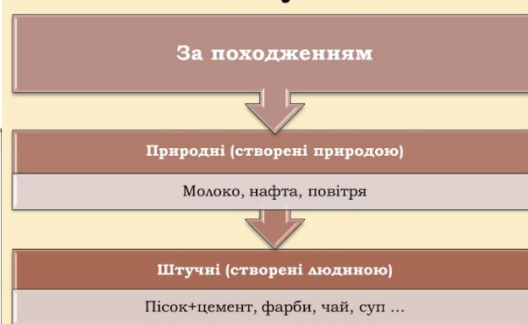 За походженням
Природні (створені природою)
Молоко, нафта, повітря
Штучні (створені людиною)
Пісок+цемент, фарби, чай, суп ...